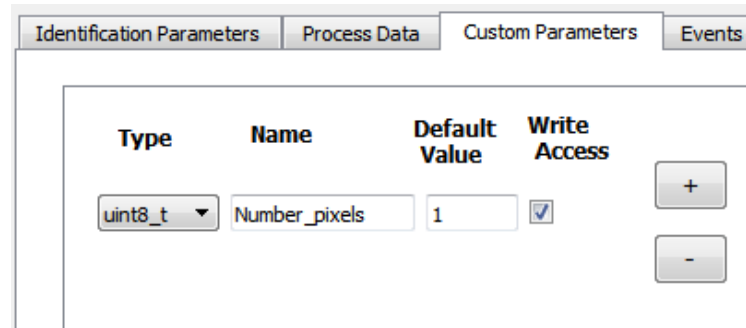 Identification Parameters Process Data Custom Parameters Events
Type Name Default Value Write Access
uint8_t Number_pixels 1
+
-